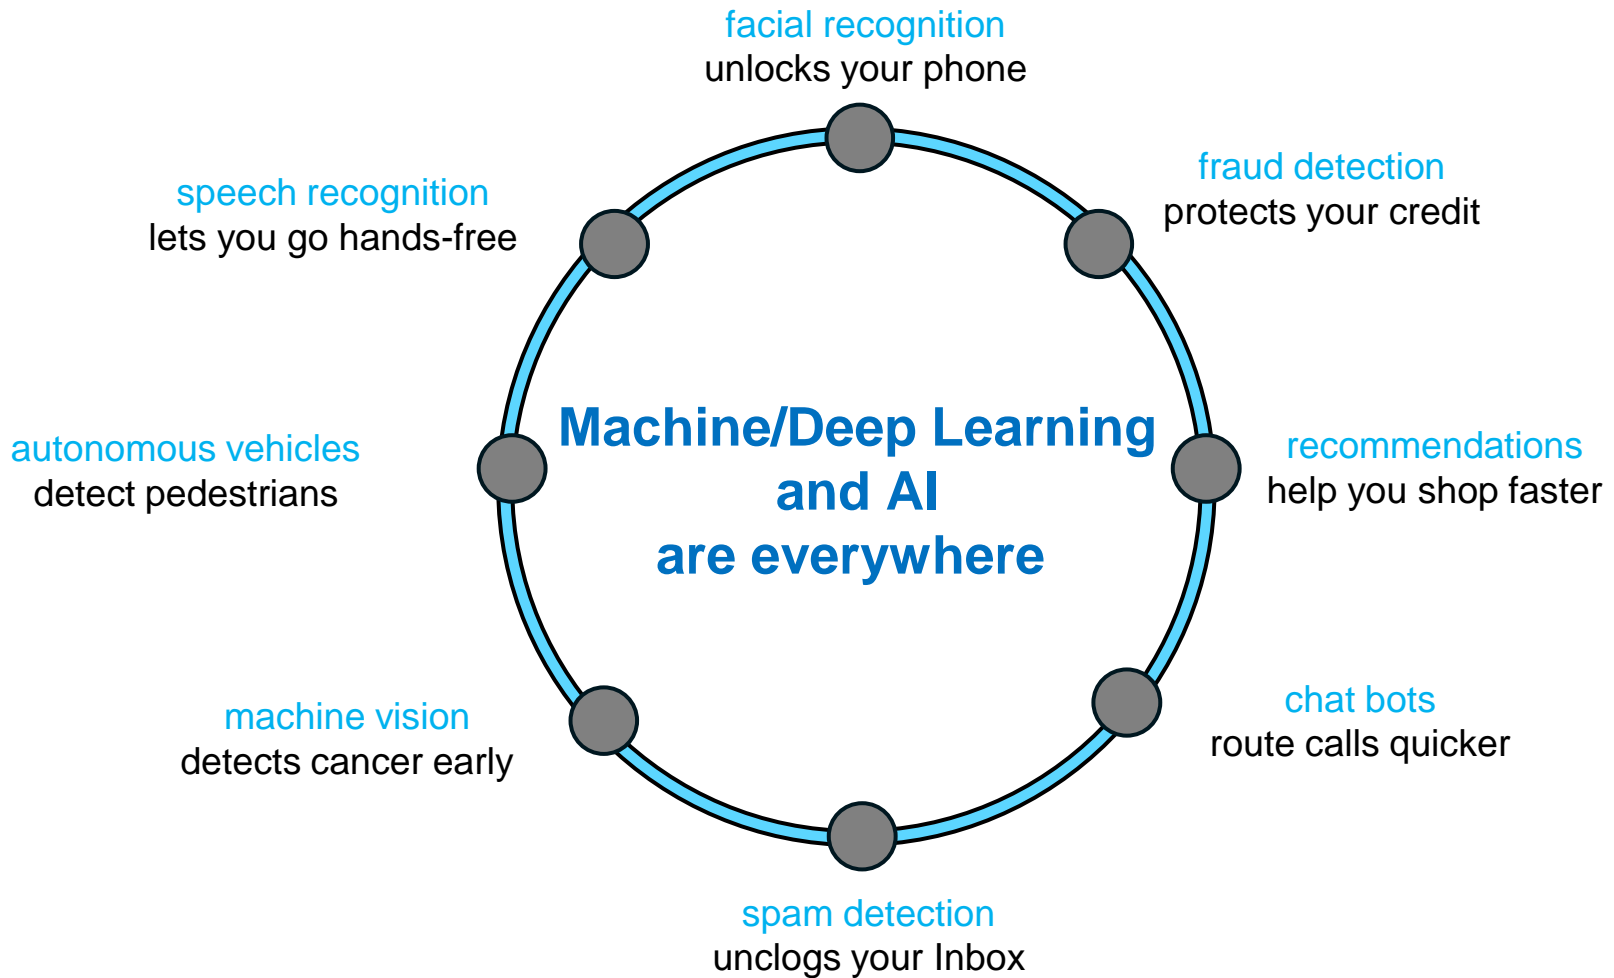 facial recognition
unlocks your phone
fraud detection
protects your credit
speech recognition
lets you go hands-free
Machine/Deep Learning
and AI
are everywhere
autonomous vehicles
detect pedestrians
recommendations
help you shop faster
machine vision
detects cancer early
chat bots
route calls quicker
spam detection
unclogs your Inbox